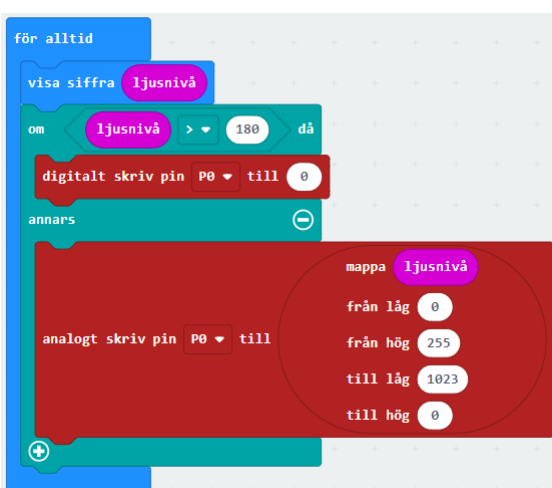 för alltid
visa siffra ljusnivå
om ljusnivå > 180 då
digitalt skriv pin P0 till 0
annars
mappa ljusnivå
från låg 0
analogt skriv pin P0 till från hög 255
till låg 1023
till hög 0